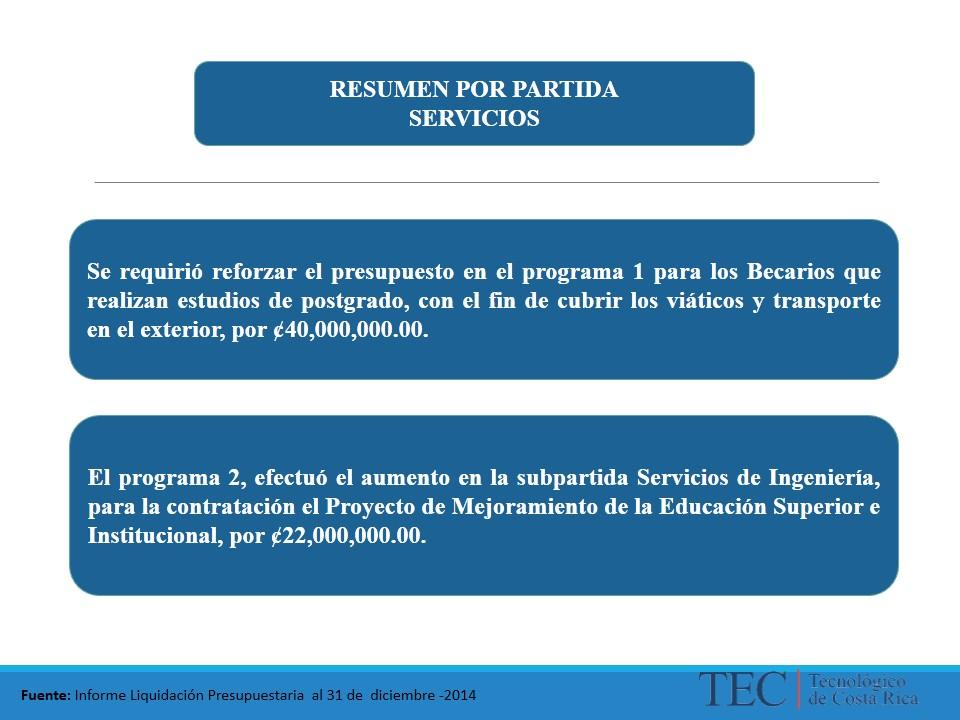 RESUMEN POR PARTIDA
SERVICIOS
Se requirió reforzar el presupuesto en el programa 1 para los Becarios que
realizan estudios de postgrado, con el fin de cubrir los viáticos y transporte
en el exterior, por ¢40,000,000.00.
El programa 2, efectuó el aumento en la subpartida Servicios de Ingeniería,
para la contratación el Proyecto de Mejoramiento de la Educación Superior e
Institucional, por ¢22,000,000.00.
Fuente: Informe Liquidación Presupuestaria al 31 de diciembre -2014
TEC | Tecnológico
de Costa Rica